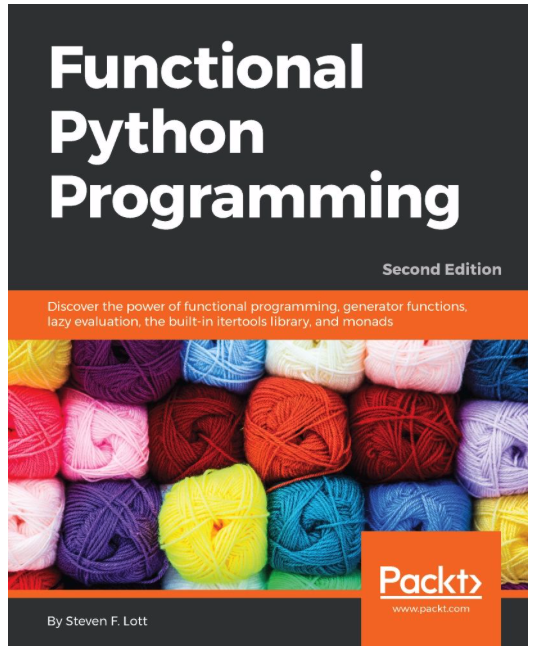 Functional
Python
Programming
Second Edition
Discover the power of functional programming, generator functions,
lazy evaluation, the built-in itertools library, and monads
Packt>
www.packt.com
By Steven F. Lott